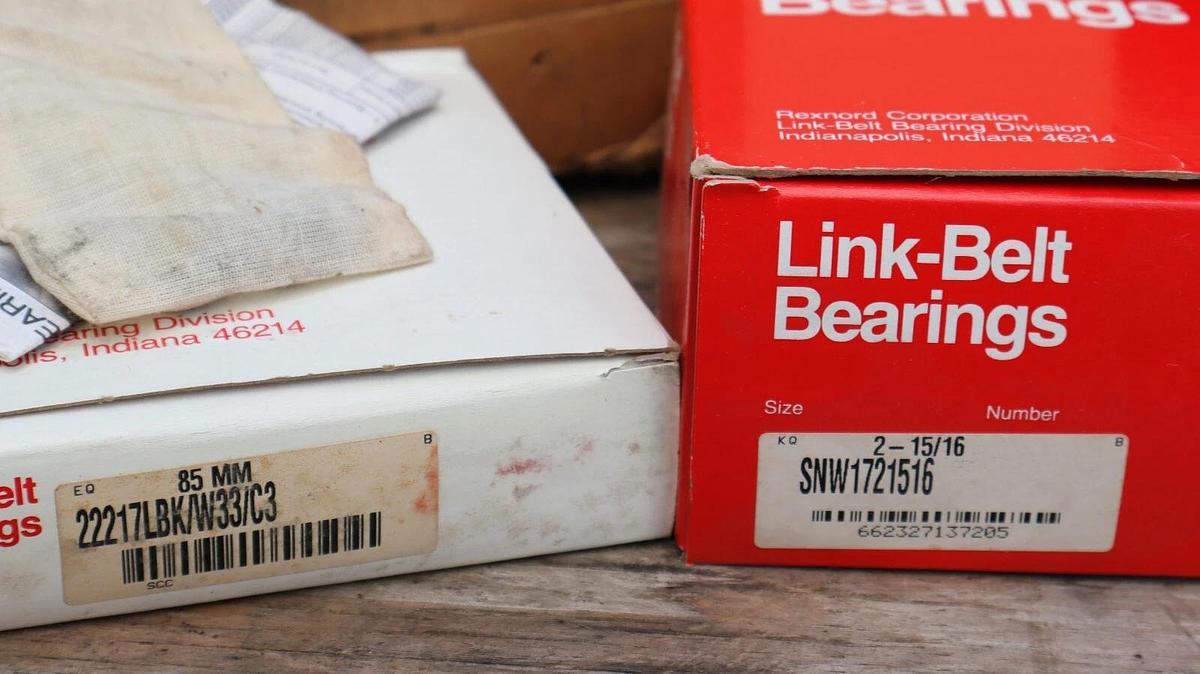 earing Division
olis, Indiana 46214
elt
ngs
EQ
B
85 MM
22217LBK/W33/C3
SCC
Bearings
Rexnord Corporation
Link-Belt Bearing Division
Indianapolis, Indiana 46214
Link-Belt
Bearings
Size Number
KQ
B
2-15/16
SNW1721516
662327137205